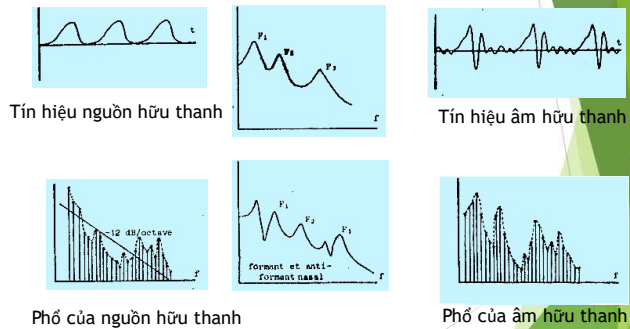 t
F₁
F₂
F₃
f
t
Tín hiệu nguồn hữu thanh
Tín hiệu âm hữu thanh
-12 dB/octave
f
F₁
F₂
F₃
formant et anti-
formant nasal
f
f
Phổ của nguồn hữu thanh
Phổ của âm hữu thanh